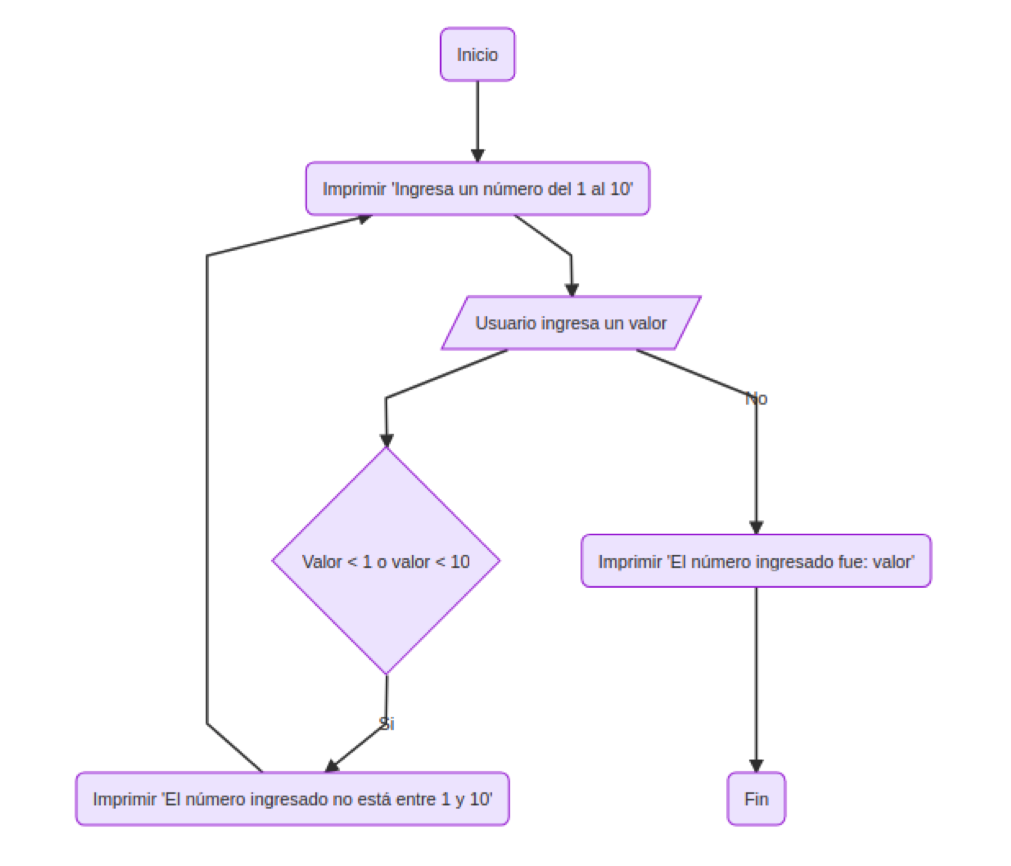 Inicio
Imprimir 'Ingresa un número del 1 al 10'
Usuario ingresa un valor
No
Valor < 1 o valor < 10
Imprimir 'El número ingresado fue: valor'
Si
Imprimir 'El número ingresado no está entre 1 y 10'
Fin